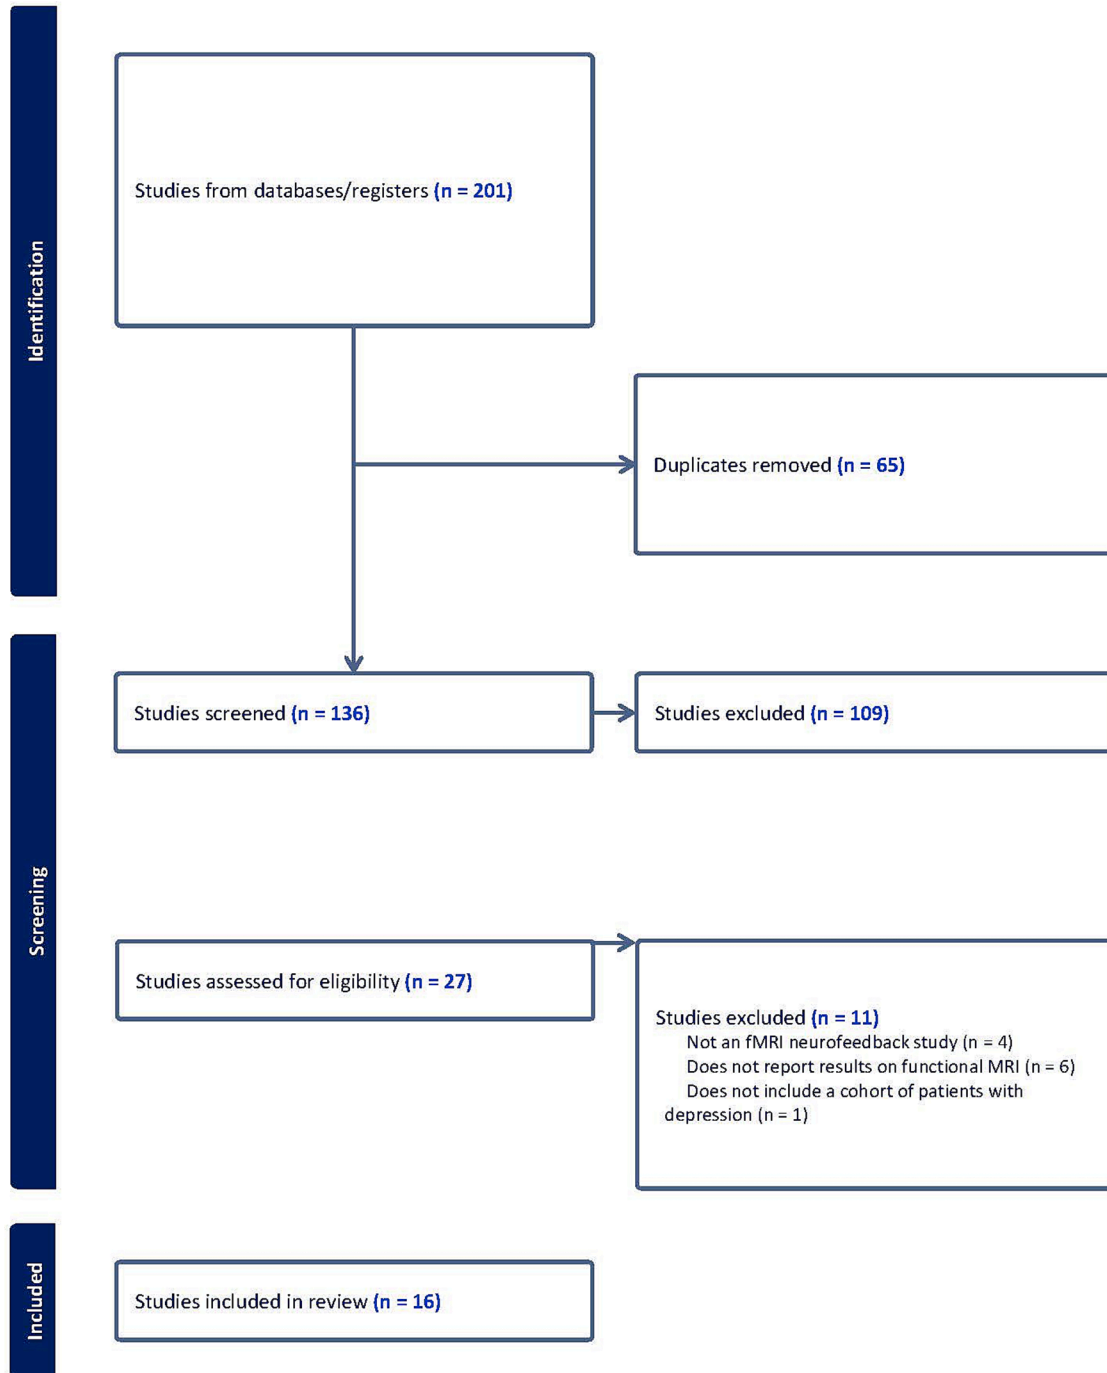 Identification
Studies from databases/registers (n = 201)
Duplicates removed (n = 65)
Screening
Studies screened (n = 136)
Studies excluded (n = 109)
Studies assessed for eligibility (n = 27)
Studies excluded (n = 11)
Not an fMRI neurofeedback study (n = 4)
Does not report results on functional MRI (n = 6)
Does not include a cohort of patients with
depression (n = 1)
Included
Studies included in review (n = 16)